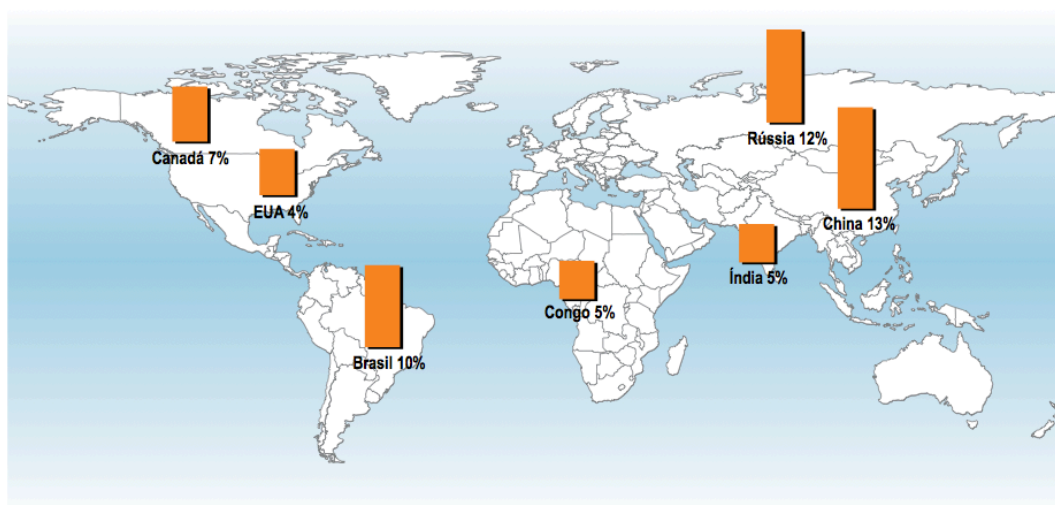 Canadá 7%
EUA 4%
Brasil 10%
Congo 5%
Rússia 12%
China 13%
Índia 5%